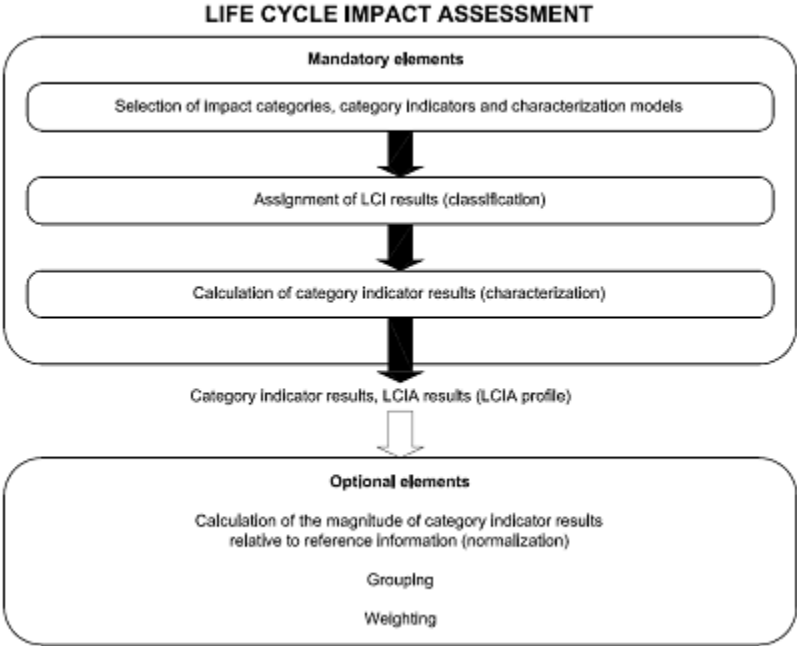 LIFE CYCLE IMPACT ASSESSMENT
Mandatory elements
Selection of impact categories, category indicators and characterization models
Assignment of LCI results (classification)
Calculation of category indicator results (characterization)
Category indicator results, LCIA results (LCIA profile)
Optional elements
Calculation of the magnitude of category indicator results
relative to reference information (normalization)
Grouping
Weighting